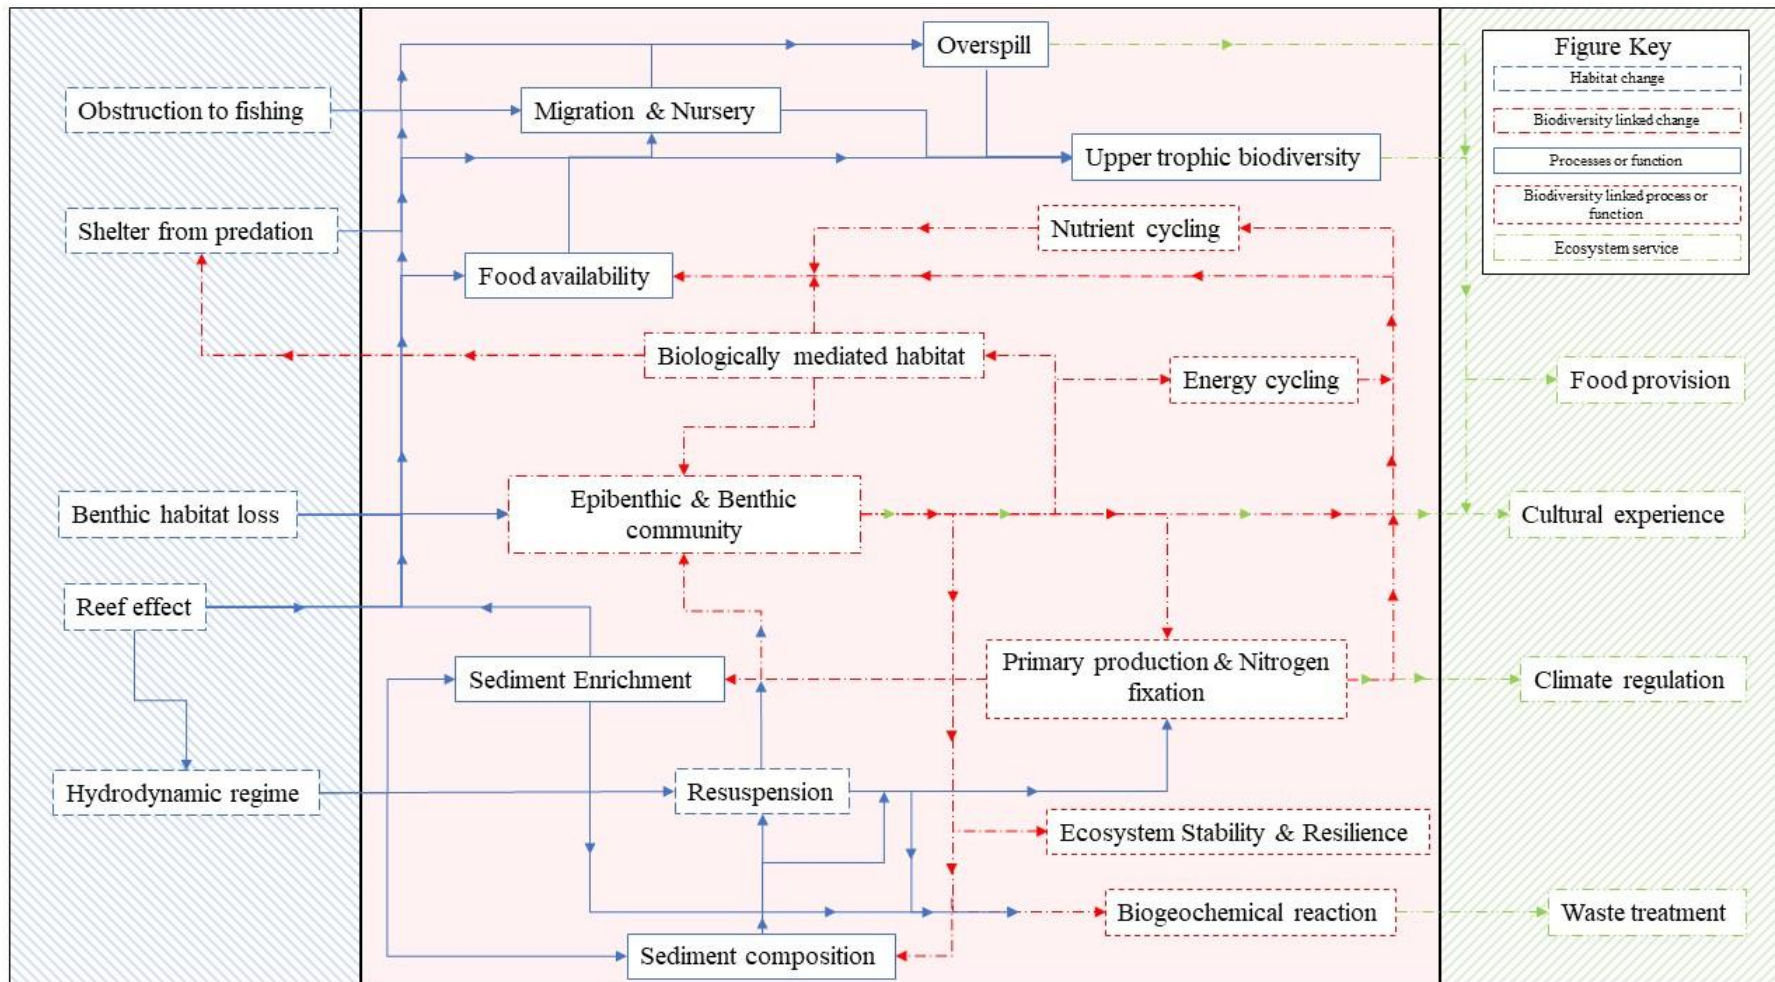 Overspill
Figure Key
Habitat change
Obstruction to fishing
Migration & Nursery
Biodiversity linked change
Upper trophic biodiversity
Processes or function
Biodiversity linked process or
function
Shelter from predation
Nutrient cycling
Ecosystem service
Food availability
Biologically mediated habitat
Energy cycling
Food provision
Benthic habitat loss
Epibenthic & Benthic
community
Cultural experience
Reef effect
Sediment Enrichment
Primary production & Nitrogen
fixation
Climate regulation
Hydrodynamic regime
Resuspension
Ecosystem Stability & Resilience
Biogeochemical reaction
Waste treatment
Sediment composition